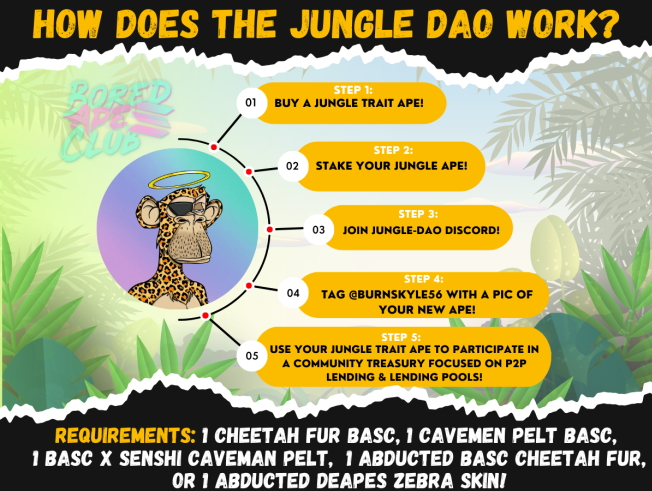 HOW DOES THE JUNGLE DAO WORK?
BORED
APE
CLUB
01
STEP 1:
BUY A JUNGLE TRAIT APE!
02
STEP 2:
STAKE YOUR JUNGLE APE!
03
STEP 3:
JOIN JUNGLE-DAO DISCORD!
04
STEP 4:
TAG @BURNSKYLE56 WITH A PIC OF
YOUR NEW APE!
05
STEP 5:
USE YOUR JUNGLE TRAIT APE TO PARTICIPATE IN
A COMMUNITY TREASURY FOCUSED ON P2P
LENDING & LENDING POOLS!
REQUIREMENTS: 1 CHEETAH FUR BASC, 1 CAVEMEN PELT BASC,
1 BASC X SENSHI CAVEMAN PELT, 1 ABDUCTED BASC CHEETAH FUR,
OR 1 ABDUCTED DEAPES ZEBRA SKIN!